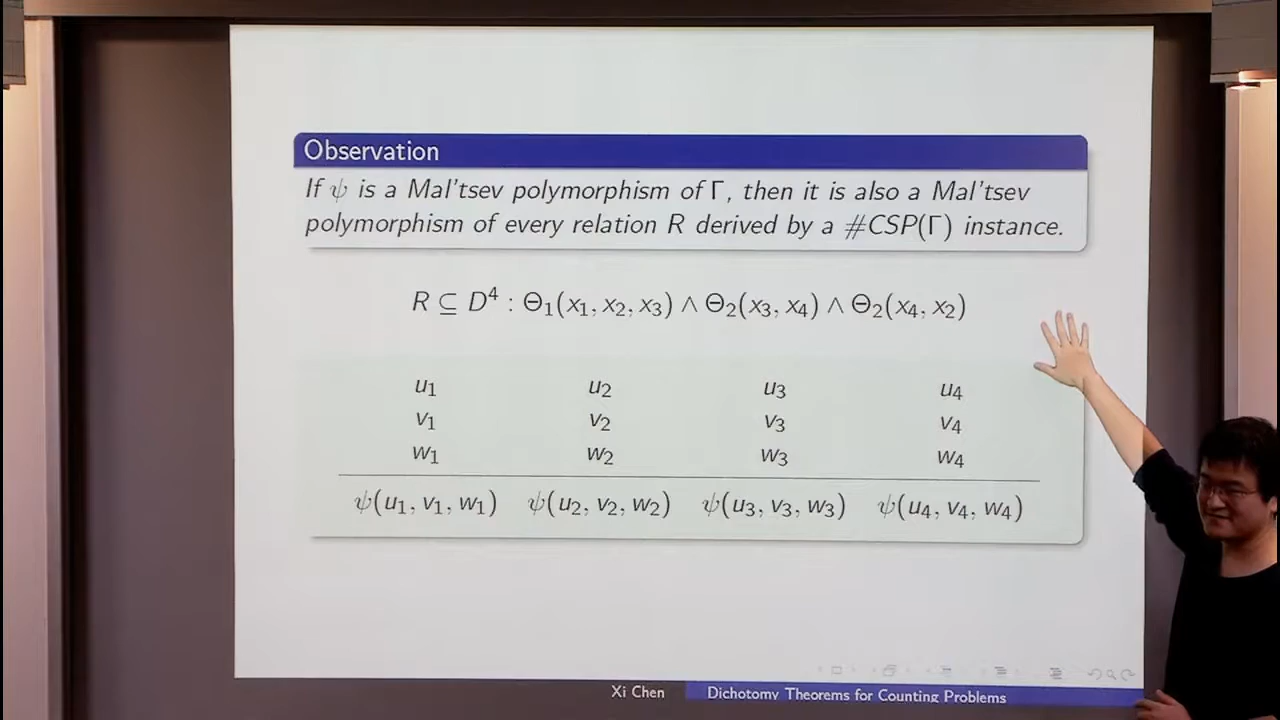 Observation
If ψ is a Mal'tsev polymorphism of Γ, then it is also a Mal'tsev
polymorphism of every relation R derived by a #CSP(Γ) instance.
R ⊆ D⁴ : Θ₁(x₁, x₂, x₃) ∧ Θ₂(x₃, x₄) ∧ Θ₂(x₄, x₂)
u₁ u₂ u₃ u₄
v₁ v₂ v₃ v₄
w₁ w₂ w₃ w₄
ψ(u₁, v₁, w₁) ψ(u₂, v₂, w₂) ψ(u₃, v₃, w₃) ψ(u₄, v₄, w₄)
Xi Chen Dichotomy Theorems for Counting Problems